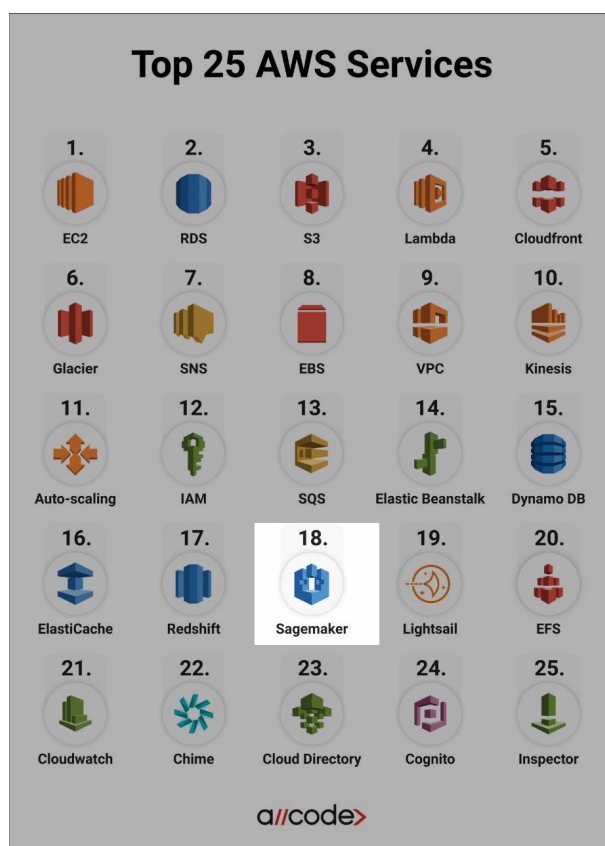 Top 25 AWS Services
1. 2. 3. 4. 5.
EC2 RDS S3 Lambda Cloudfront
6. 7. 8. 9. 10.
Glacier SNS EBS VPC Kinesis
11. 12. 13. 14. 15.
Auto-scaling IAM SQS Elastic Beanstalk Dynamo DB
16. 17. 18. 19. 20.
ElastiCache Redshift Sagemaker Lightsail EFS
21. 22. 23. 24. 25.
Cloudwatch Chime Cloud Directory Cognito Inspector
a//code>